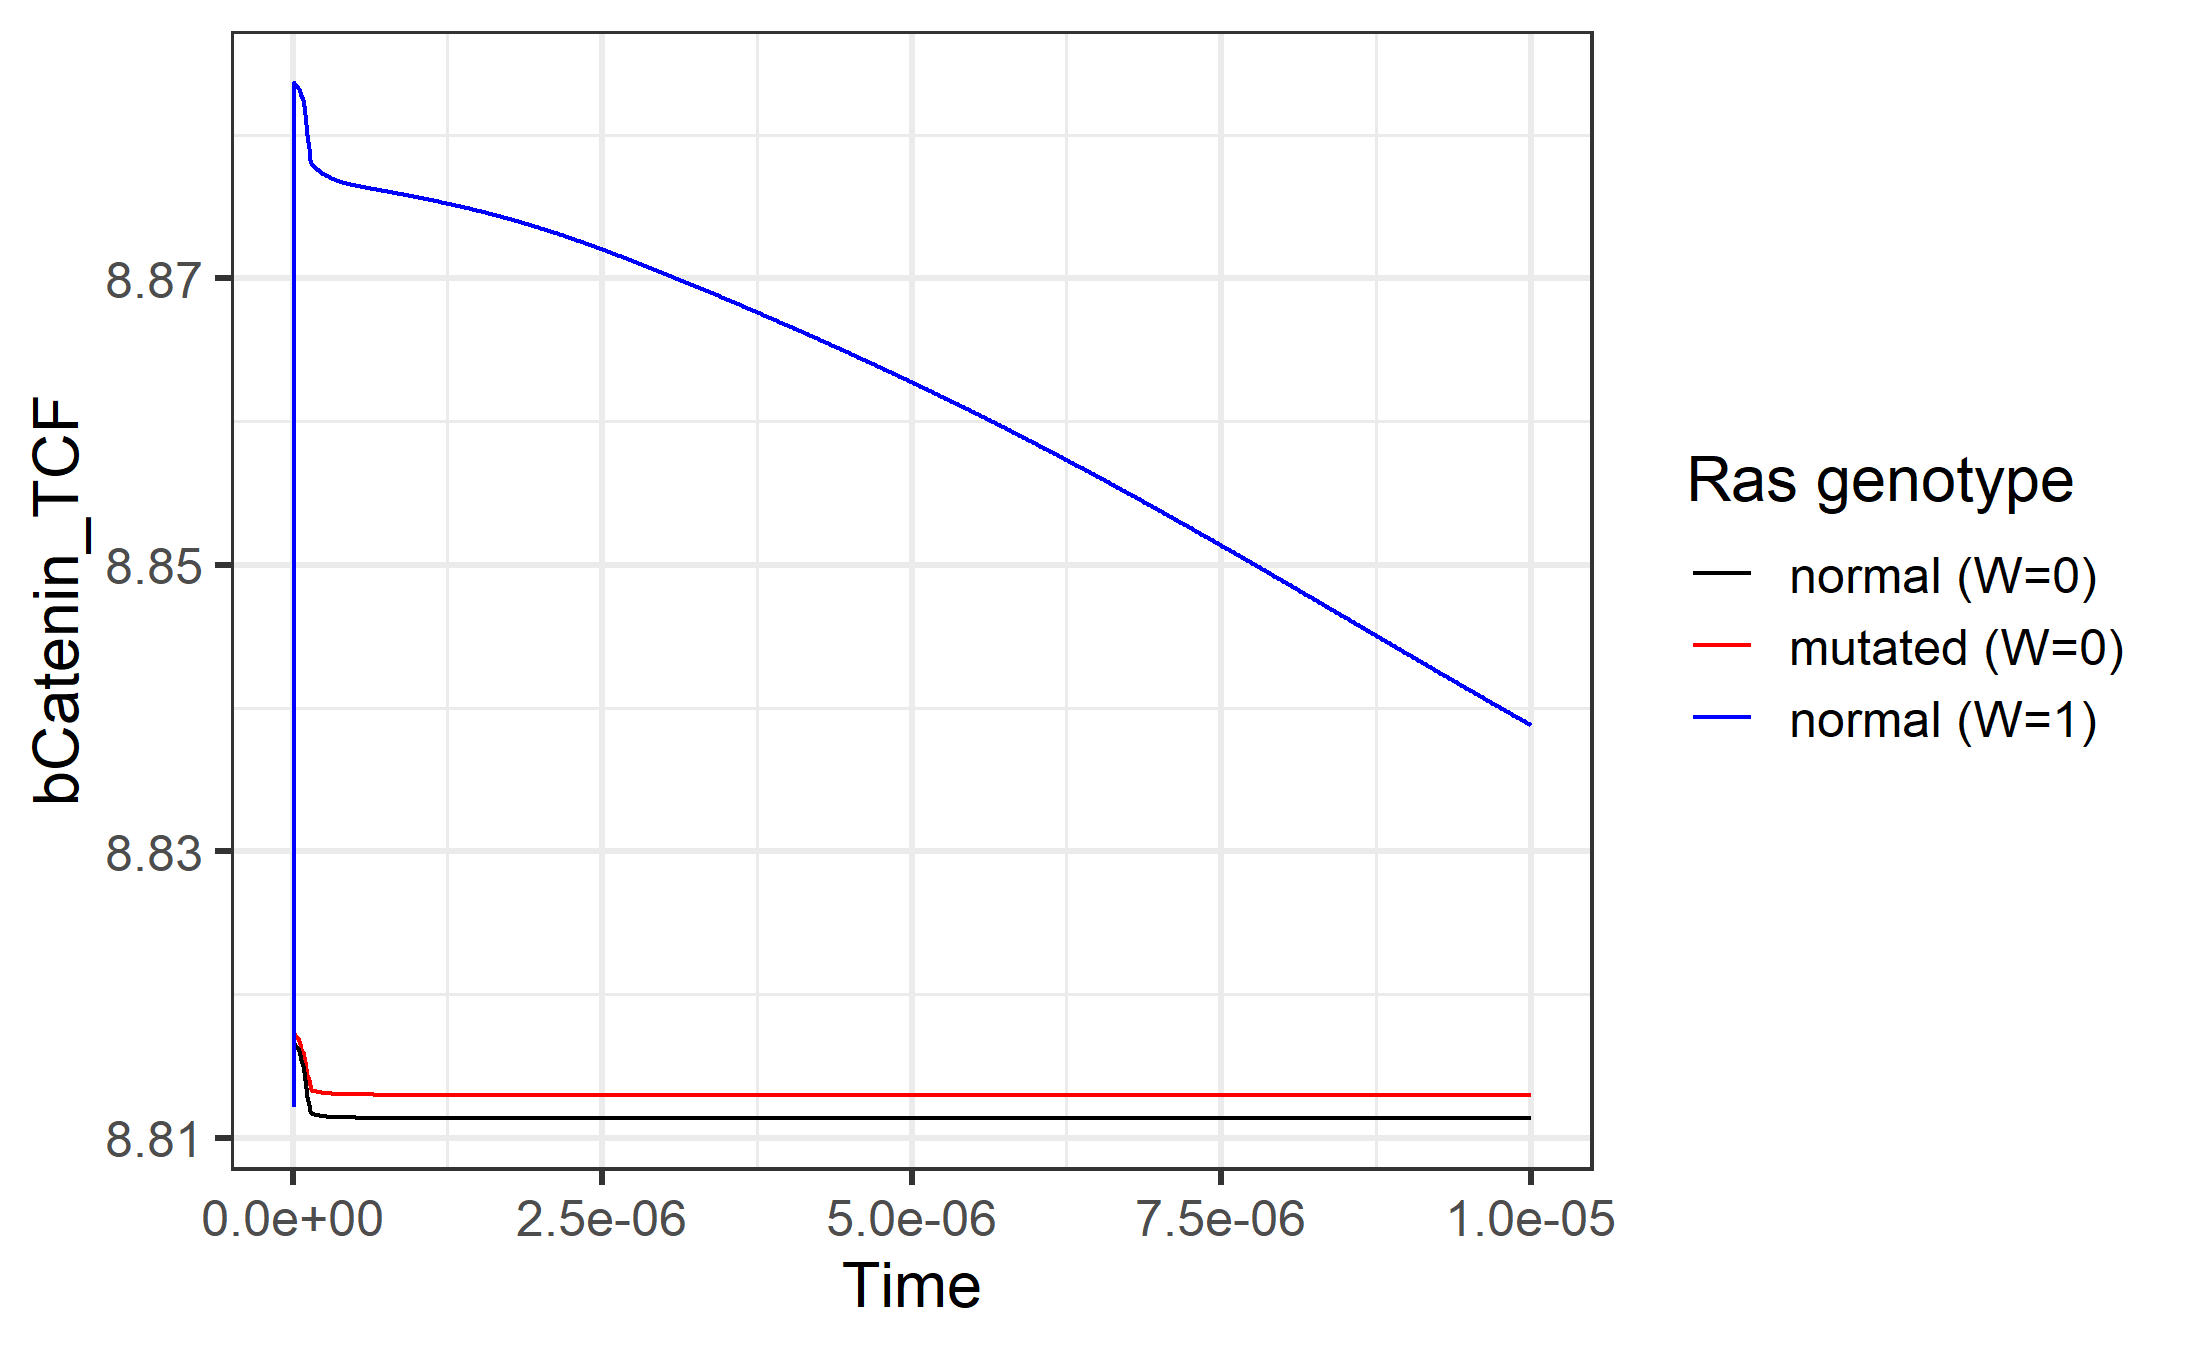 bCatenin_TCF
8.87
8.85
8.83
8.81
0.0e+00
2.5e-06
5.0e-06
7.5e-06
1.0e-05
Time
Ras genotype
normal (W=0)
mutated (W=0)
normal (W=1)